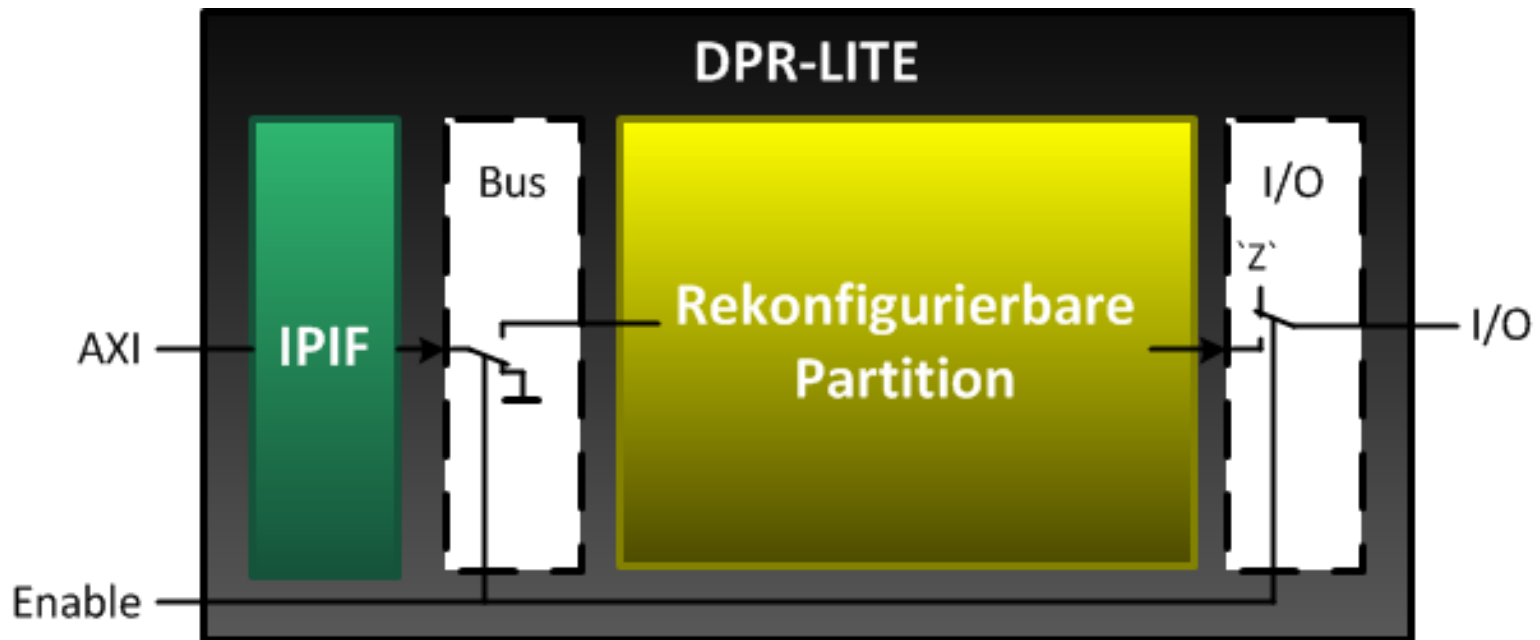 DPR-LITE
Bus
I/O
`Z`
AXI
IPIF
Rekonfigurierbare
Partition
I/O
Enable